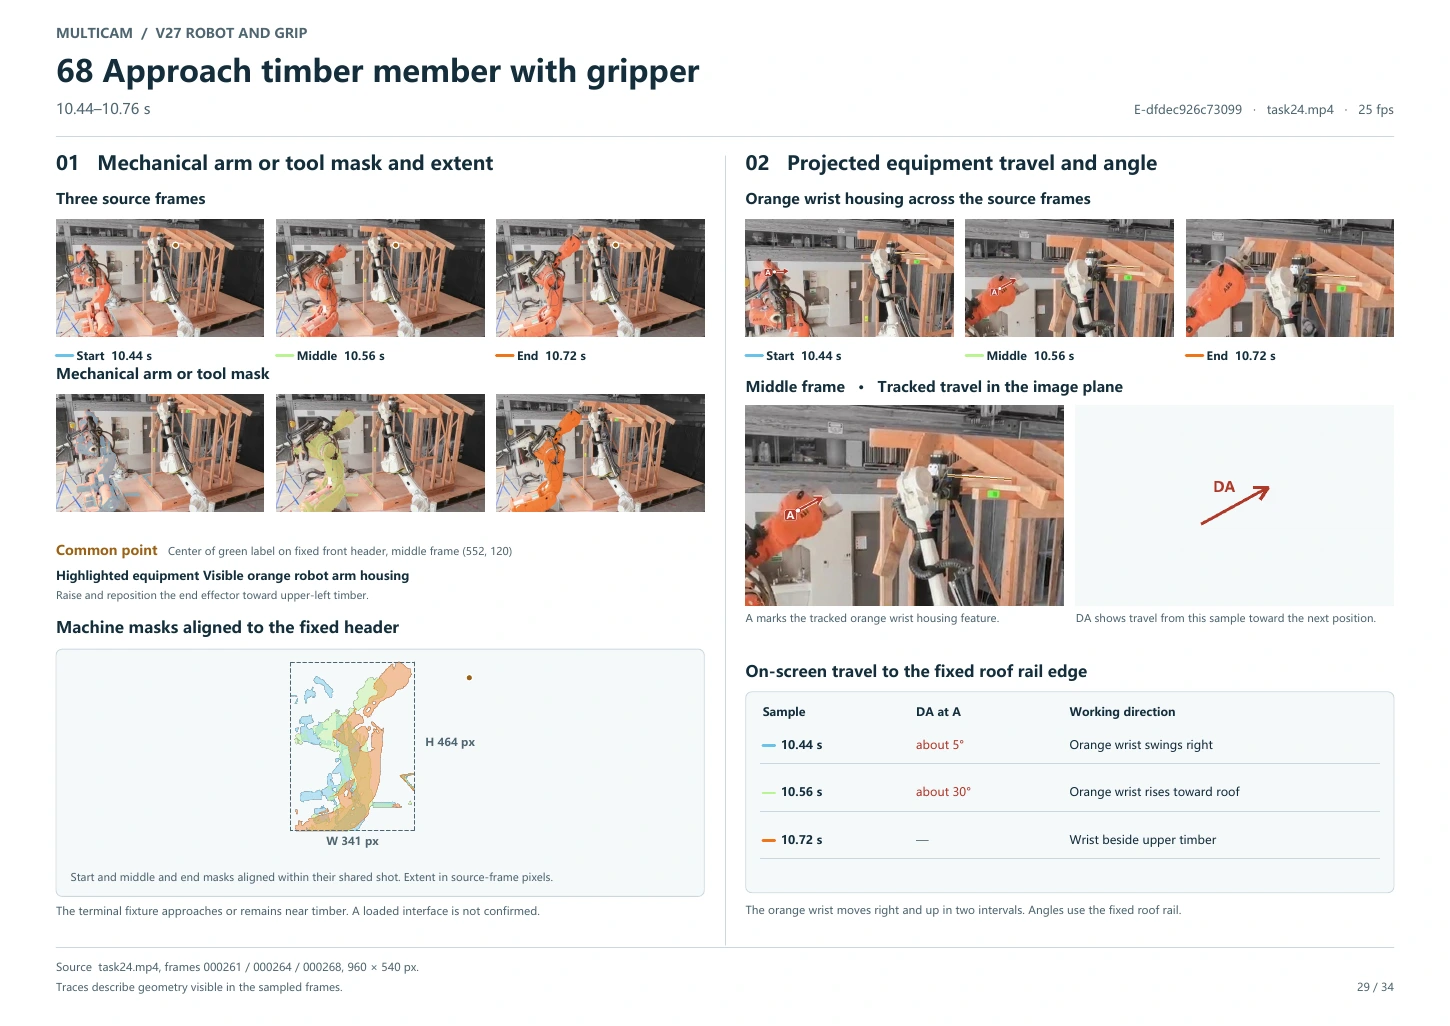 MULTICAM / V27 ROBOT AND GRIP
68 Approach timber member with gripper
10.44–10.76 s
E-dfdec926c73099 · task24.mp4 · 25 fps
01 Mechanical arm or tool mask and extent
Three source frames
Start 10.44 s
Middle 10.56 s
End 10.72 s
Mechanical arm or tool mask
Common point Center of green label on fixed front header, middle frame (552, 120)
Highlighted equipment Visible orange robot arm housing
Raise and reposition the end effector toward upper-left timber.
Machine masks aligned to the fixed header
H 464 px
W 341 px
Start and middle and end masks aligned within their shared shot. Extent in source-frame pixels.
The terminal fixture approaches or remains near timber. A loaded interface is not confirmed.
02 Projected equipment travel and angle
Orange wrist housing across the source frames
A
A
Start 10.44 s
Middle 10.56 s
End 10.72 s
Middle frame • Tracked travel in the image plane
A
DA
A marks the tracked orange wrist housing feature.
DA shows travel from this sample toward the next position.
On-screen travel to the fixed roof rail edge
Sample DA at A Working direction
10.44 s about 5° Orange wrist swings right
10.56 s about 30° Orange wrist rises toward roof
10.72 s — Wrist beside upper timber
The orange wrist moves right and up in two intervals. Angles use the fixed roof rail.
Source task24.mp4, frames 000261 / 000264 / 000268, 960 × 540 px.
Traces describe geometry visible in the sampled frames.
29 / 34